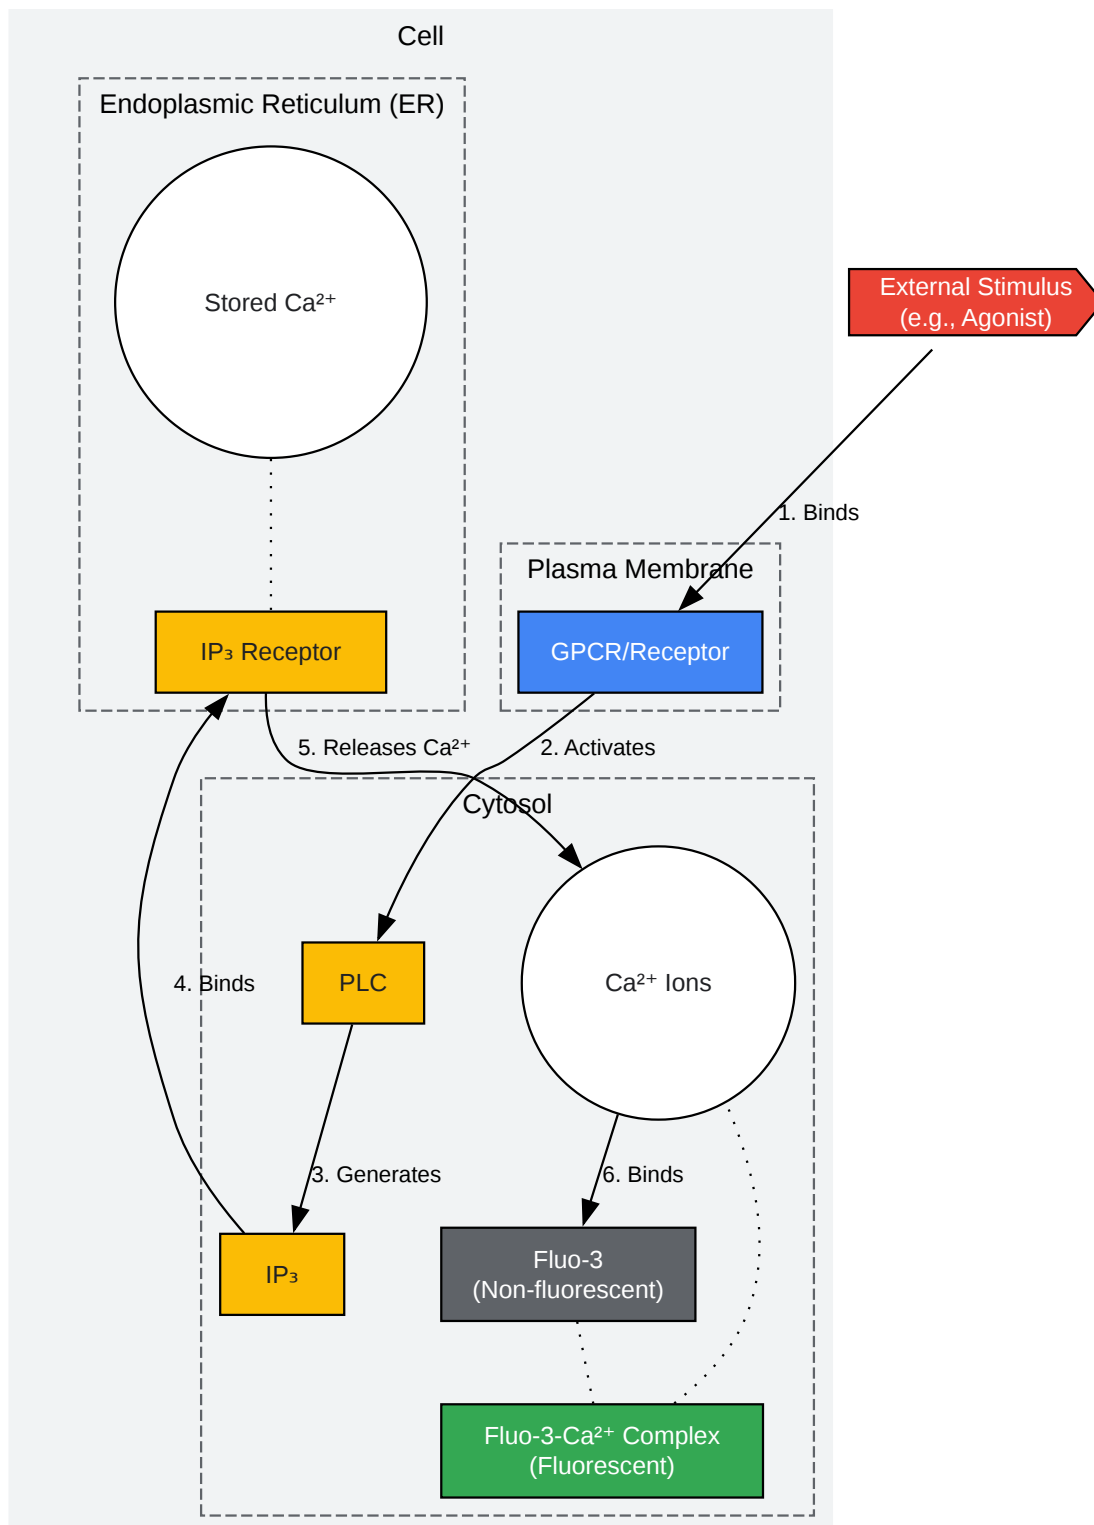 Cell
Endoplasmic Reticulum (ER)
Stored Ca²⁺
External Stimulus
(e.g., Agonist)
1. Binds
Plasma Membrane
IP₃ Receptor
GPCR/Receptor
5. Releases Ca²⁺
2. Activates
Cytosol
4. Binds
PLC
Ca²⁺ Ions
3. Generates
6. Binds
IP₃
Fluo-3
(Non-fluorescent)
Fluo-3-Ca²⁺ Complex
(Fluorescent)